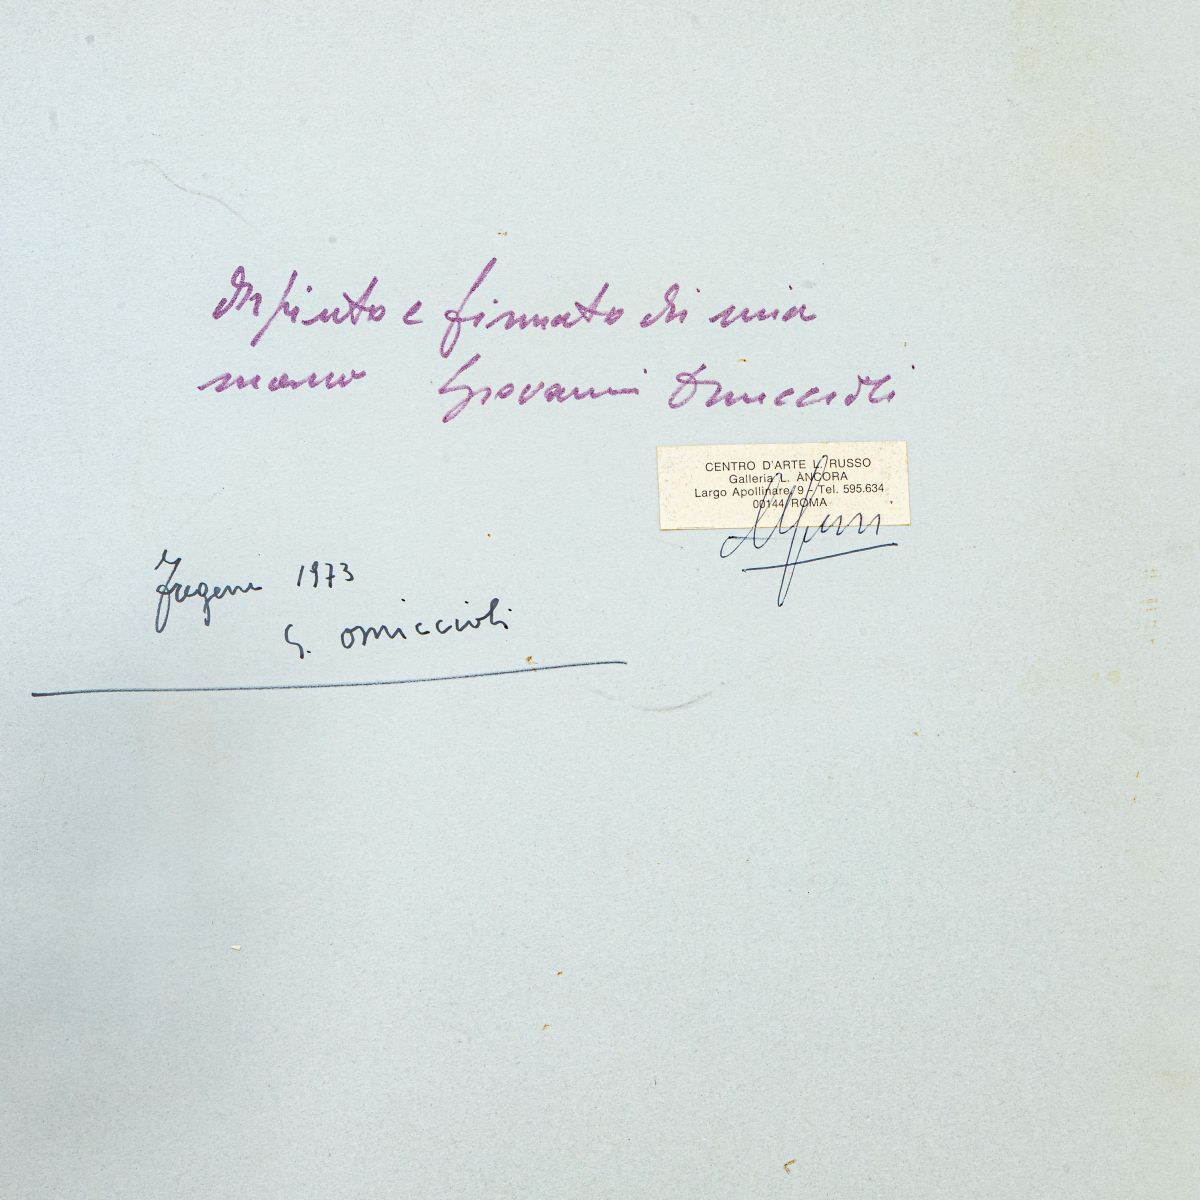 dipinto e firmato di mia
mano Giovanni Omiccioli
CENTRO D'ARTE L. RUSSO
Galleria L. ÀNCORA
Largo Apollinare, 9 - Tel. 595.634
00144 ROMA
Fregene 1973
G. Omiccioli